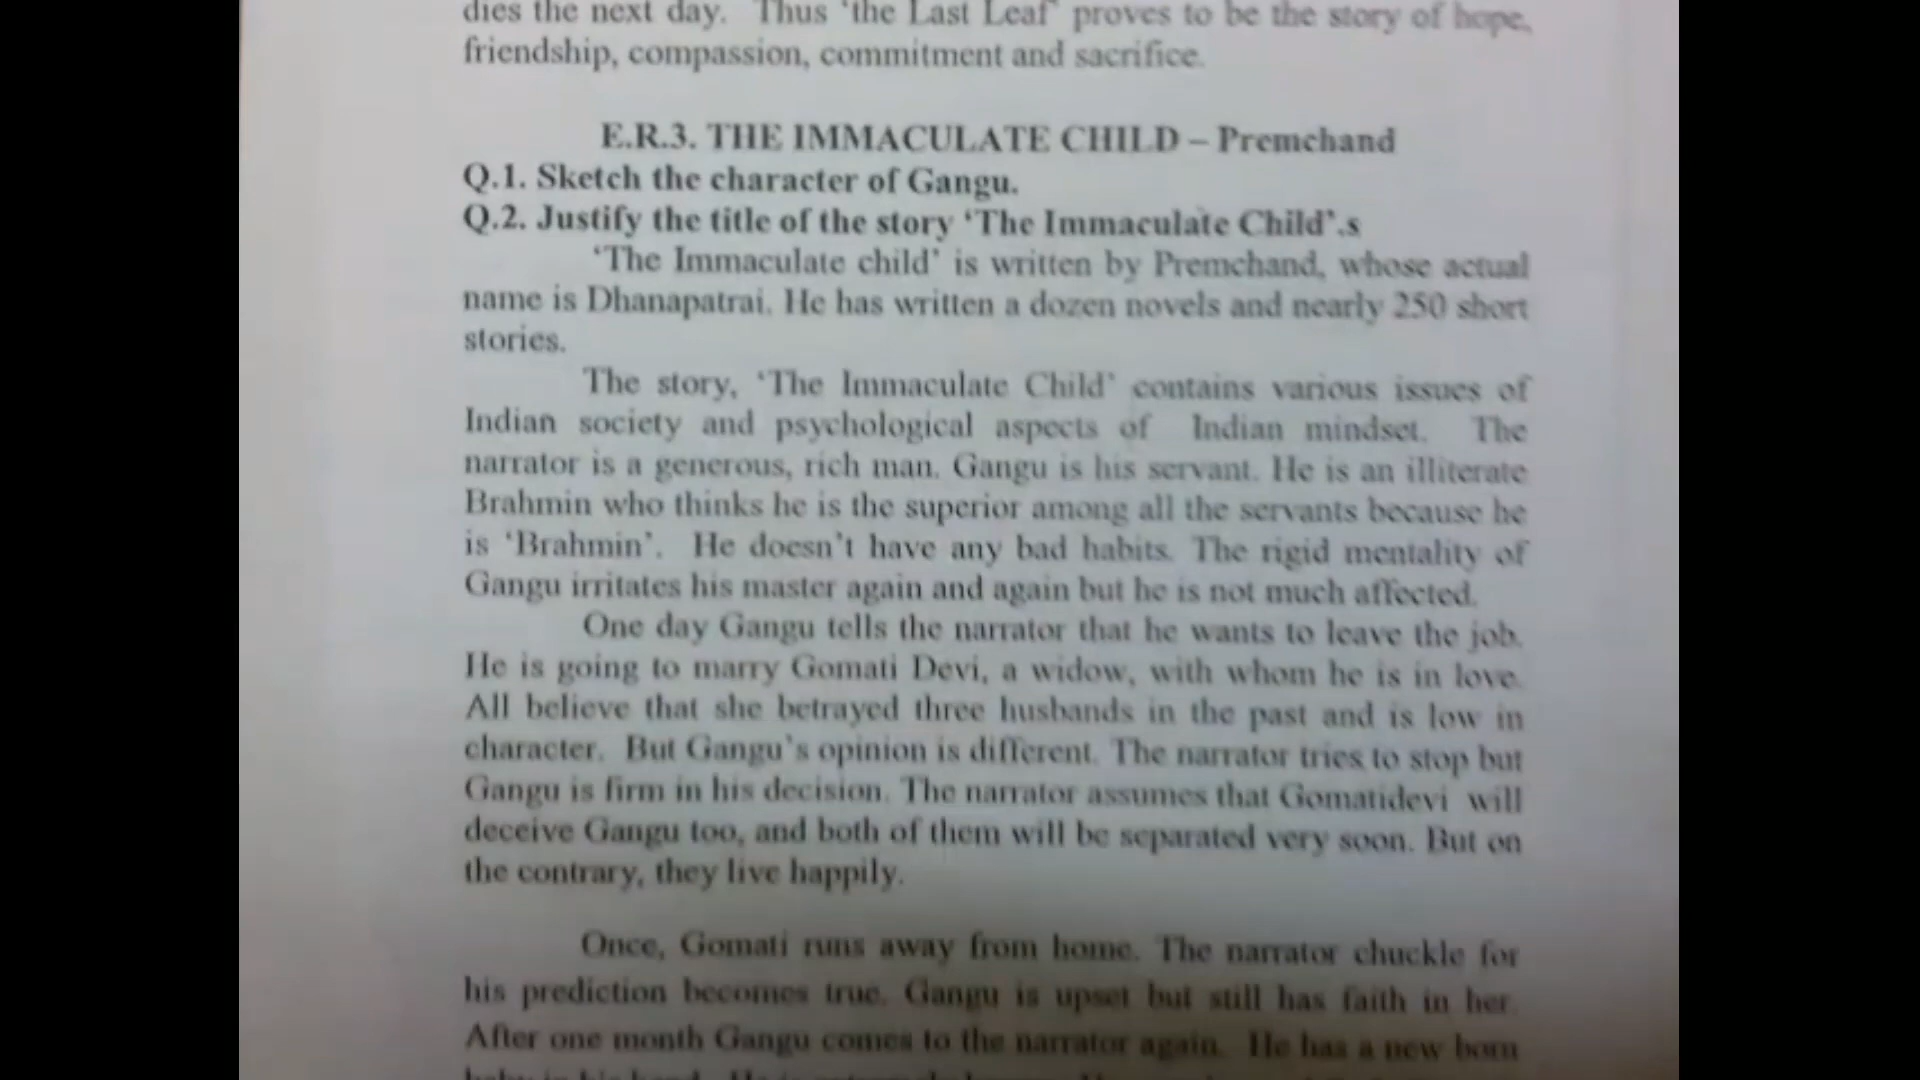 dies the next day. Thus 'the Last Leaf' proves to be the story of hope,
friendship, compassion, commitment and sacrifice.
E.R.3. THE IMMACULATE CHILD – Premchand
Q.1. Sketch the character of Gangu.
Q.2. Justify the title of the story 'The Immaculate Child'.s
'The Immaculate child' is written by Premchand, whose actual
name is Dhanapatrai. He has written a dozen novels and nearly 250 short
stories.
The story, 'The Immaculate Child' contains various issues of
Indian society and psychological aspects of Indian mindset. The
narrator is a generous, rich man. Gangu is his servant. He is an illiterate
Brahmin who thinks he is the superior among all the servants because he
is 'Brahmin'. He doesn't have any bad habits. The rigid mentality of
Gangu irritates his master again and again but he is not much affected.
One day Gangu tells the narrator that he wants to leave the job.
He is going to marry Gomati Devi, a widow, with whom he is in love.
All believe that she betrayed three husbands in the past and is low in
character. But Gangu's opinion is different. The narrator tries to stop but
Gangu is firm in his decision. The narrator assumes that Gomatidevi will
deceive Gangu too, and both of them will be separated very soon. But on
the contrary, they live happily.
Once, Gomati runs away from home. The narrator chuckle for
his prediction becomes true. Gangu is upset but still has faith in her.
After one month Gangu comes to the narrator again. He has a new born